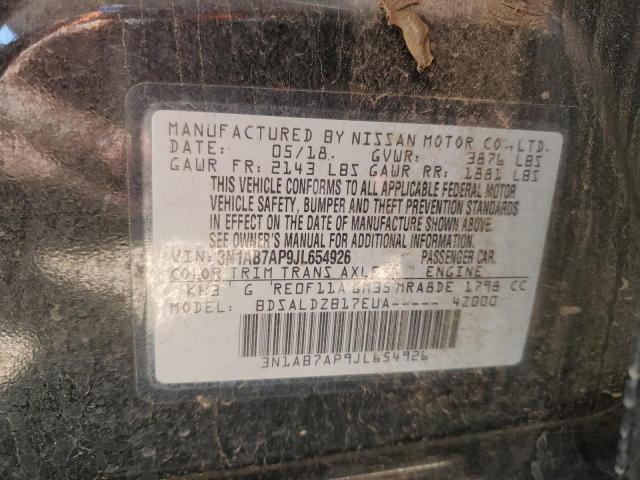 MANUFACTURED BY NISSAN MOTOR CO.,LTD.
DATE: 05/18. GVWR: 3876 LBS
GAWR FR: 2143 LBS GAWR RR: 1881 LBS
THIS VEHICLE CONFORMS TO ALL APPLICABLE FEDERAL MOTOR
VEHICLE SAFETY, BUMPER AND THEFT PREVENTION STANDARDS
IN EFFECT ON THE DATE OF MANUFACTURE SHOWN ABOVE.
SEE OWNER'S MANUAL FOR ADDITIONAL INFORMATION.
VIN: 3N1AB7AP9JL654926 PASSENGER CAR.
COLOR TRIM TRANS AXLE ENGINE
KH3 G RE0F11A GM35 MRA8DE 1798 CC
MODEL: BDSALDZB17EUA----- 4Z000
3N1AB7AP9JL654926